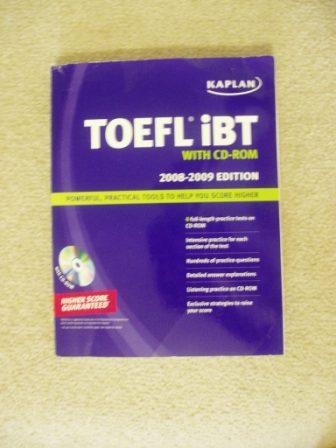 KAPLAN
TOEFL® iBT
WITH CD-ROM
2008-2009 EDITION
POWERFUL, PRACTICAL TOOLS TO HELP YOU SCORE HIGHER
4 full-length practice tests on
CD-ROM
Intensive practice for each
section of the test
Hundreds of practice questions
Detailed answer explanations
Listening practice on CD-ROM
Exclusive strategies to raise
your score
HIGHER SCORE
GUARANTEED